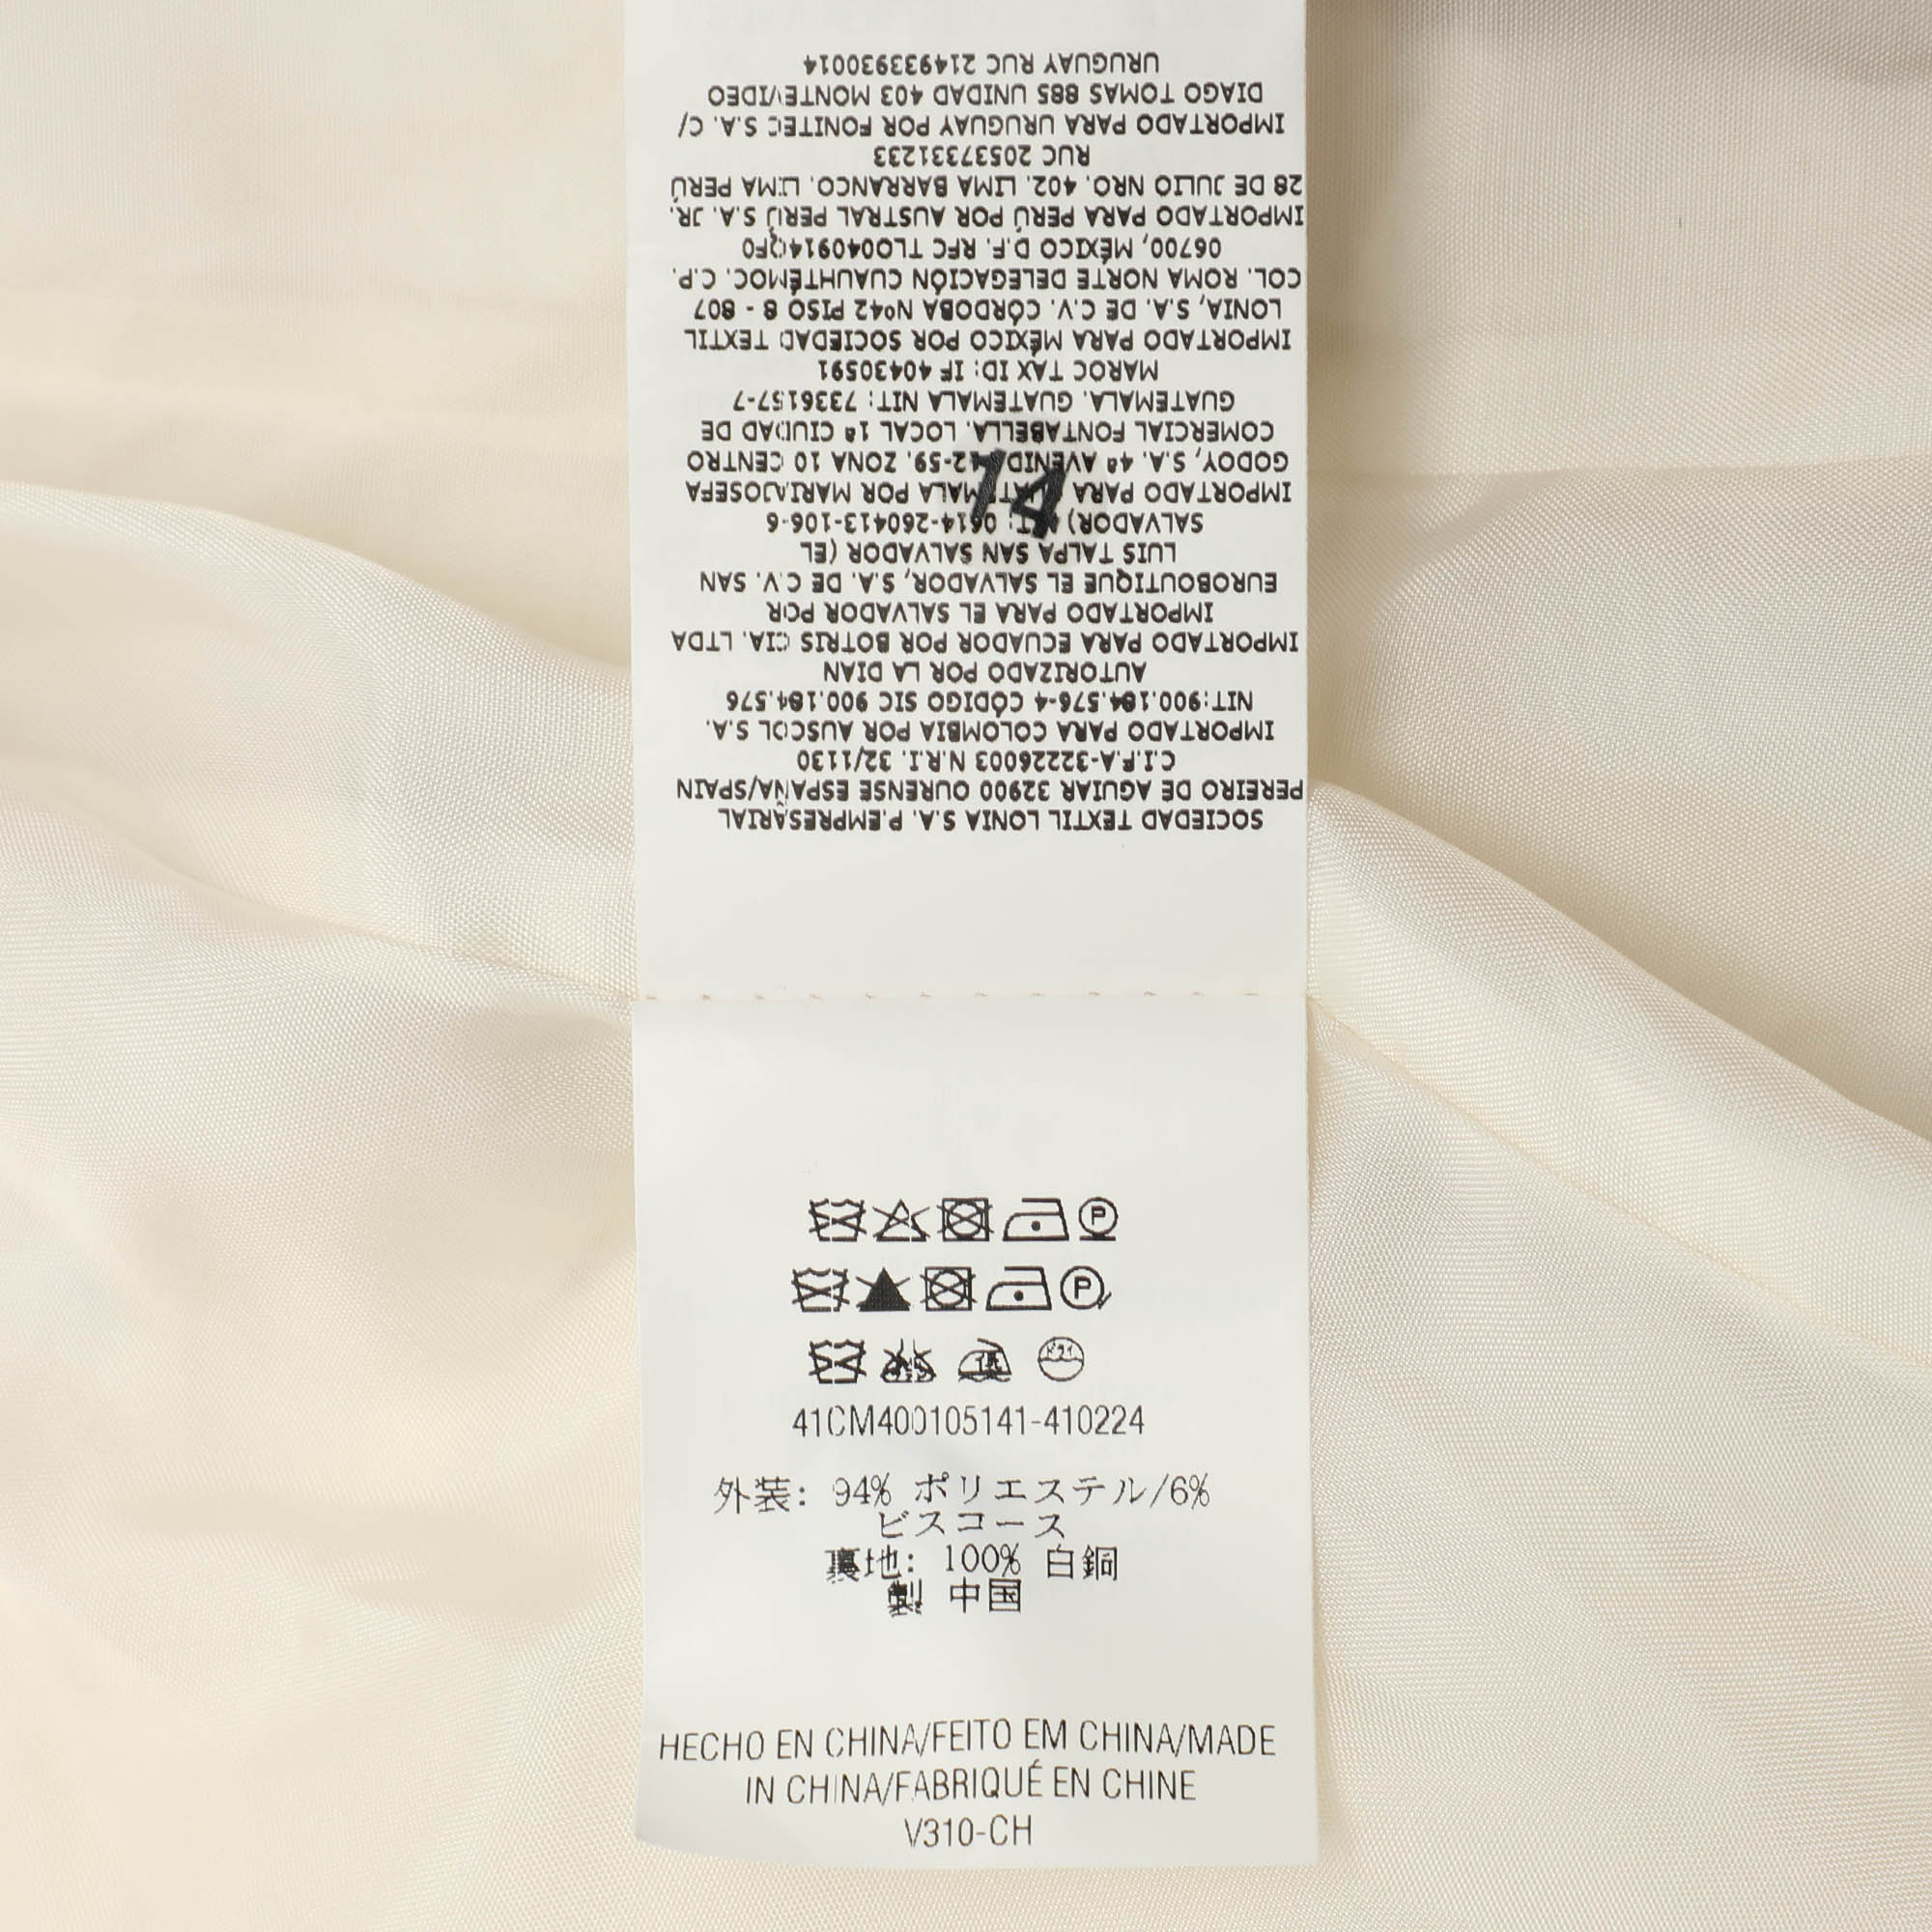 SOCIEDAD TEXTIL LONIA S.A. P.EMPRESARIAL
PEREIRO DE AGUIAR 32900 OURENSE ESPAÑA/SPAIN
C.I.F.A-32226003 N.R.I. 32/1130
IMPORTADO PARA COLOMBIA POR AUSCOL S.A.
NIT:900.184.576-4 CÓDIGO SIC 900.184.576
AUTORIZADO POR LA DIAN
IMPORTADO PARA ECUADOR POR BOTRIS CIA. LTDA
IMPORTADO PARA EL SALVADOR POR
EUROBOUTIQUE EL SALVADOR, S.A. DE C.V. SAN
LUIS TALPA SAN SALVADOR (EL
SALVADOR) NIT: 0614-260413-106-6
IMPORTADO PARA GUATEMALA POR MARIAJOSEFA
GODOY, S.A. 4ª AVENIDA 12-59. ZONA 10 CENTRO
COMERCIAL FONTABELLA. LOCAL 1ª CIUDAD DE
GUATEMALA. GUATEMALA NIT: 7336157-7
MAROC TAX ID: IF 40430591
IMPORTADO PARA MÉXICO POR SOCIEDAD TEXTIL
LONIA, S.A. DE C.V. CÓRDOBA Nº42 PISO 8 - 807
COL. ROMA NORTE DELEGACIÓN CUAUHTÉMOC. C.P.
06700, MÉXICO D.F. RFC TLO040914QF0
IMPORTADO PARA PERÚ POR AUSTRAL PERÚ S.A. JR.
28 DE JULIO NRO. 402. LIMA BARRANCO. LIMA PERÚ
RUC 20537331233
IMPORTADO PARA URUGUAY POR FONITEC S.A. C/
DIAGO TOMAS 885 UNIDAD 403 MONTEVIDEO
URUGUAY RUC 214933930014
14
P
P
低
ドライ
41CM400105141-410224
外装: 94% ポリエステル/6%
ビスコース
裏地: 100% 白銅
製 中国
HECHO EN CHINA/FEITO EM CHINA/MADE
IN CHINA/FABRIQUÉ EN CHINE
V310-CH